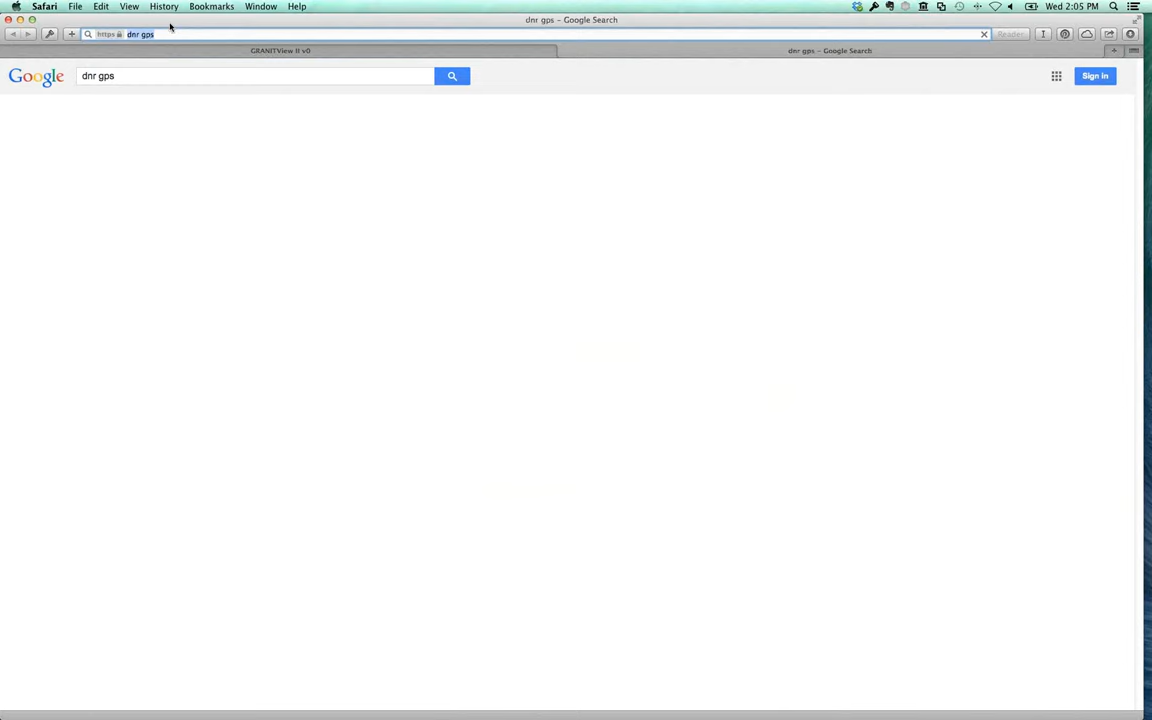 Safari File Edit View History Bookmarks Window Help Wed 2:05 PM
dnr gps – Google Search
https dnr gps Reader
GRANITView II v0 dnr gps – Google Search
Google dnr gps Sign in